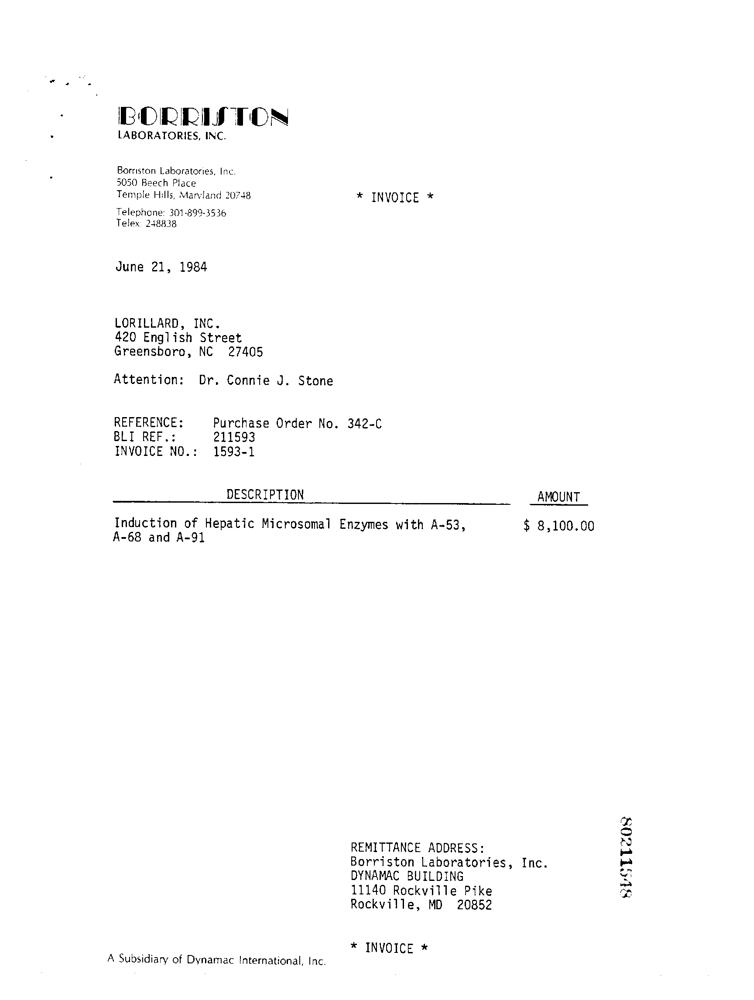 BORRISTON
LABORATORIES, INC.
Borriston Laboratories, Inc.
5050 Beech Place
Temple Hills, Maryland 20748
* INVOICE *
Telephone: 301-899-3536
Telex: 248838
June 21, 1984
LORILLARD, INC.
420 English Street
Greensboro, NC 27405
Attention: Dr. Connie J. Stone
REFERENCE: Purchase Order No. 342-C
BLI REF.: 211593
INVOICE NO.: 1593-1
DESCRIPTION AMOUNT
Induction of Hepatic Microsomal Enzymes with A-53, $ 8,100.00
A-68 and A-91
80211548
REMITTANCE ADDRESS:
Borriston Laboratories, Inc.
DYNAMAC BUILDING
11140 Rockville Pike
Rockville, MD 20852
* INVOICE *
A Subsidiary of Dynamac International, Inc.